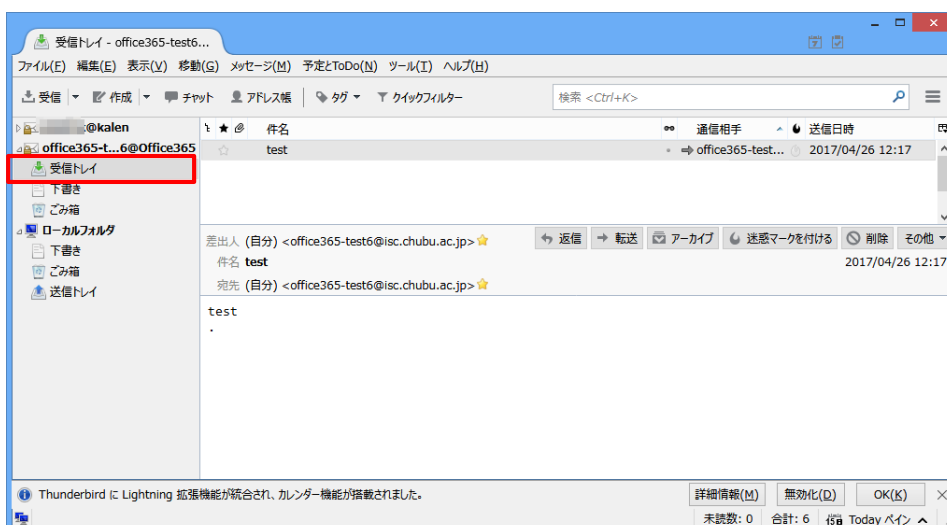 受信トレイ - office365-test6...
ファイル(F) 編集(E) 表示(V) 移動(G) メッセージ(M) 予定とToDo(N) ツール(T) ヘルプ(H)
受信 作成 チャット アドレス帳 タグ クイックフィルター 検索 <Ctrl+K>
:@kalen
office365-t...6@Office365
受信トレイ
下書き
ごみ箱
ローカルフォルダ
下書き
ごみ箱
送信トレイ
件名 通信相手 送信日時
test office365-test... 2017/04/26 12:17
差出人 (自分) <office365-test6@isc.chubu.ac.jp> 返信 転送 アーカイブ 迷惑マークを付ける 削除 その他
件名 test 2017/04/26 12:17
宛先 (自分) <office365-test6@isc.chubu.ac.jp>
test
.
Thunderbird に Lightning 拡張機能が統合され、カレンダー機能が搭載されました。 詳細情報(M) 無効化(D) OK(K)
未読数: 0 合計: 6 Today ペイン